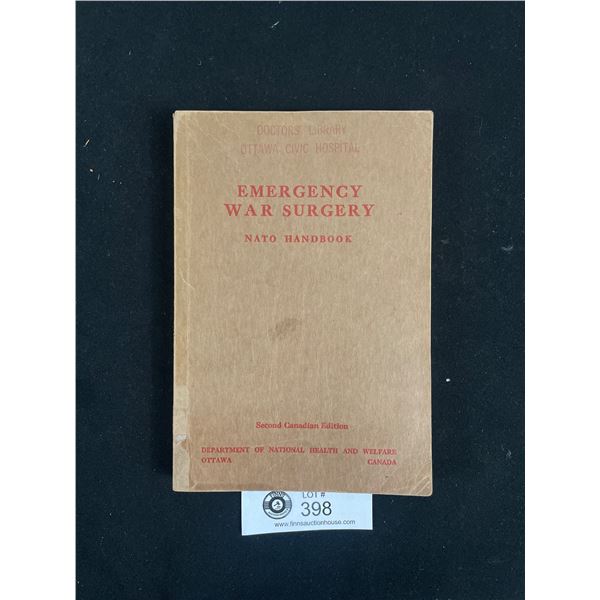 DOCTORS' LIBRARY
OTTAWA CIVIC HOSPITAL
EMERGENCY
WAR SURGERY
NATO HANDBOOK
Second Canadian Edition
DEPARTMENT OF NATIONAL HEALTH AND WELFARE
OTTAWA CANADA
LOT #
398
www.finnsauctionhouse.com